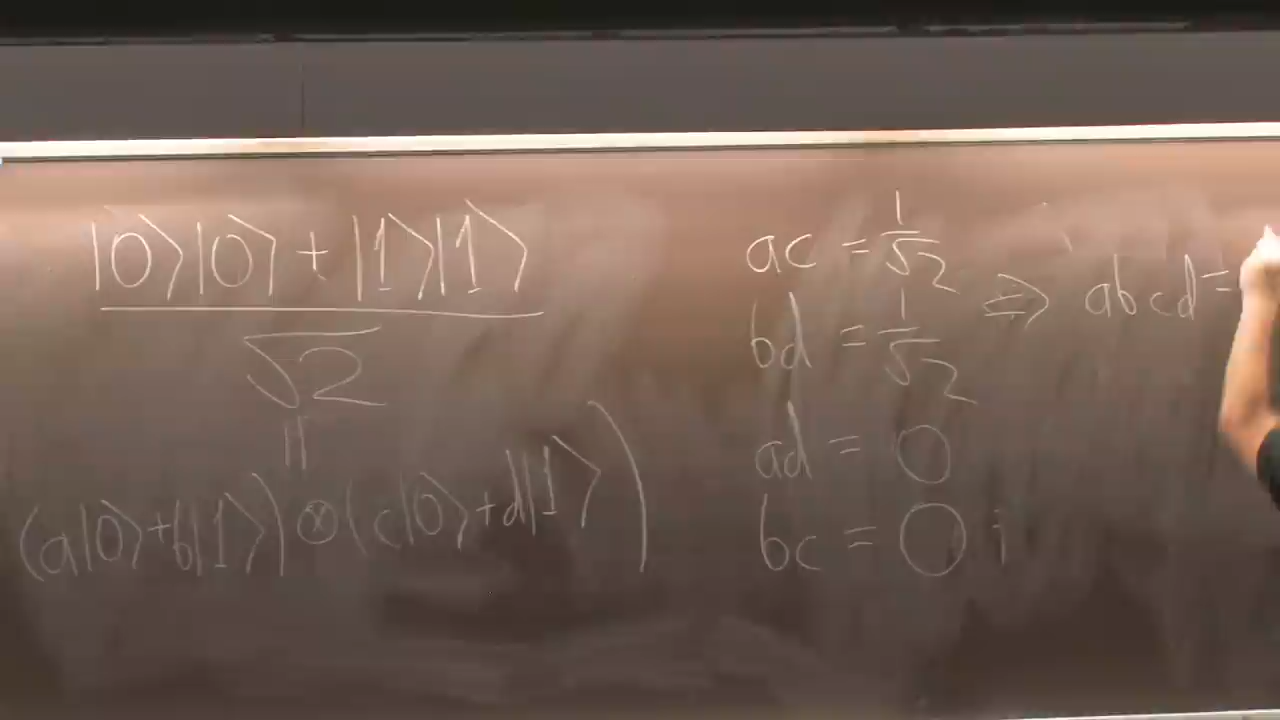 |0⟩|0⟩ + |1⟩|1⟩
√2
=
(a|0⟩+b|1⟩)⊗(c|0⟩+d|1⟩)
ac = 1/√2
bd = 1/√2
⇒ abcd =
ad = 0
bc = 0